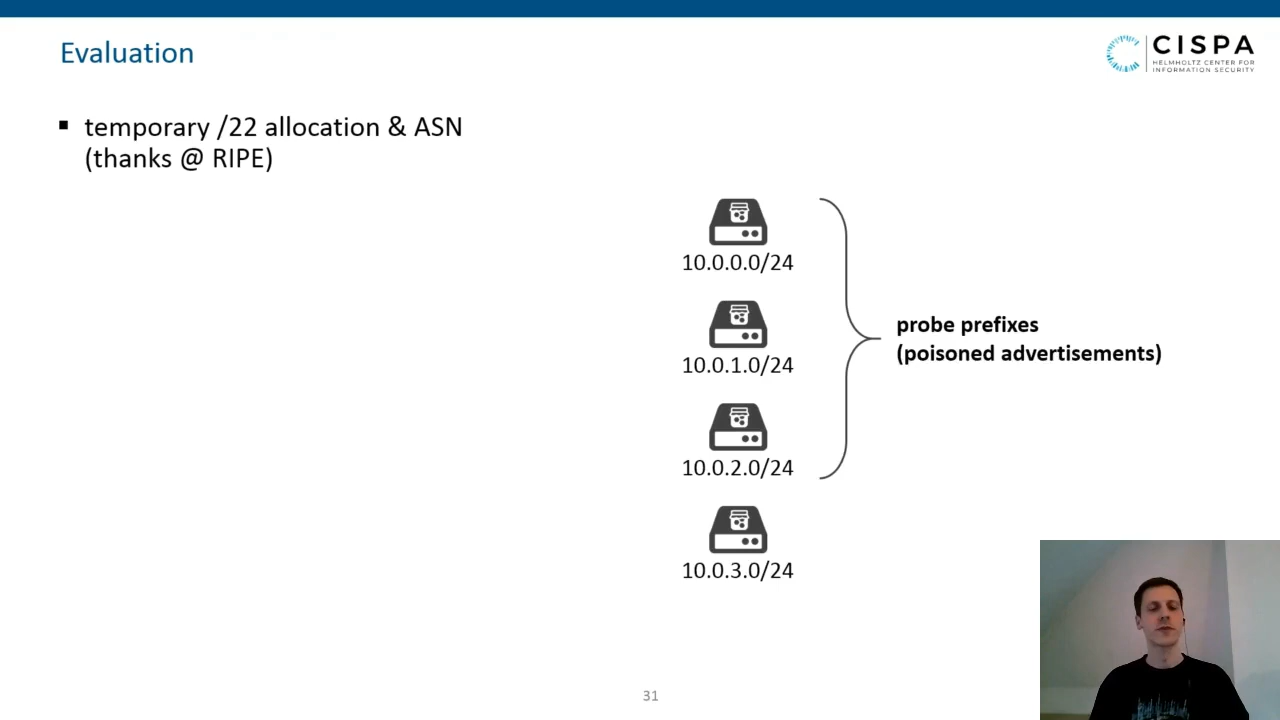 Evaluation
CISPA
HELMHOLTZ CENTER FOR
INFORMATION SECURITY
▪ temporary /22 allocation & ASN
(thanks @ RIPE)
10.0.0.0/24
10.0.1.0/24
probe prefixes
(poisoned advertisements)
10.0.2.0/24
10.0.3.0/24
31